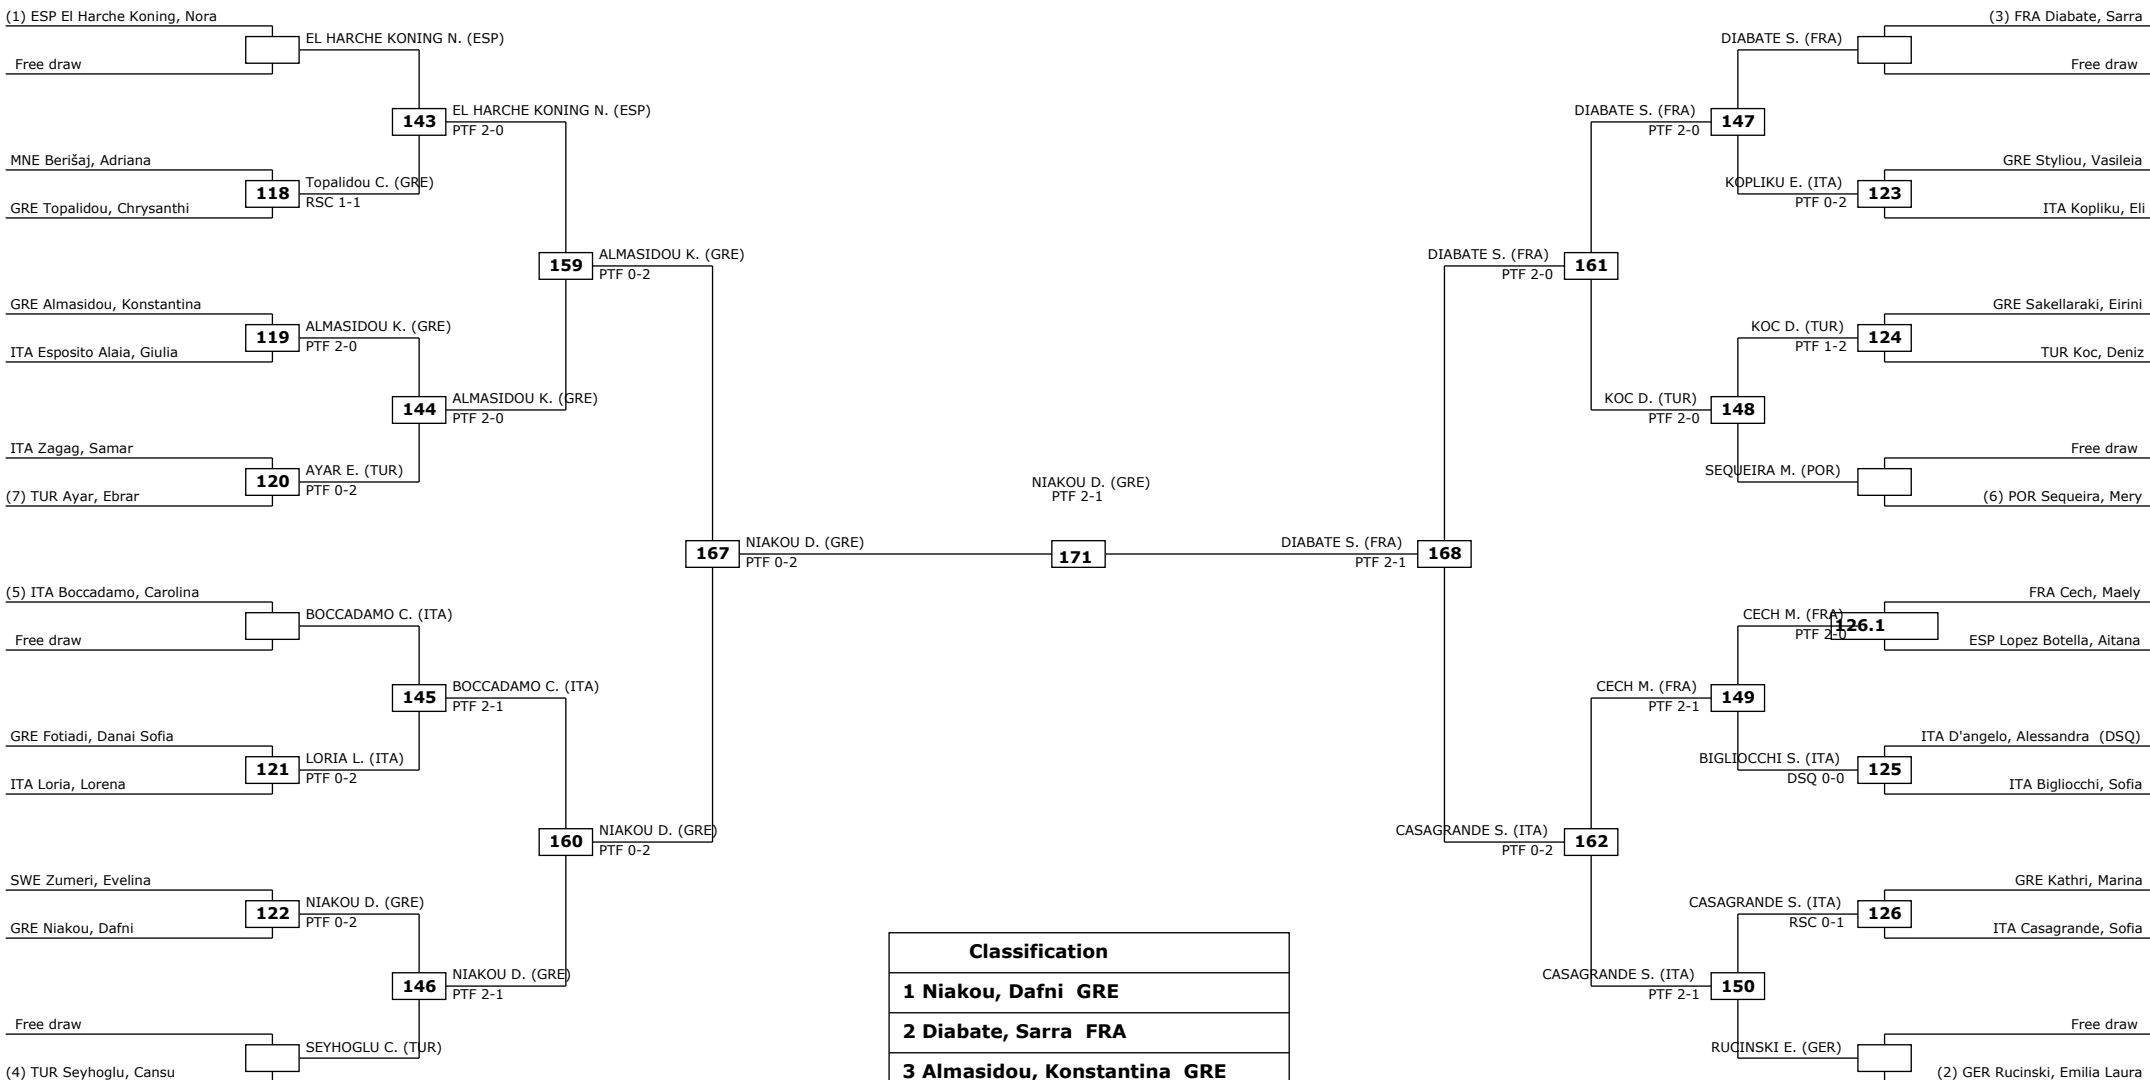 (1) ESP El Harche Koning, Nora
EL HARCHE KONING N. (ESP)
Free draw
143
EL HARCHE KONING N. (ESP)
PTF 2-0
MNE Berišaj, Adriana
118
Topalidou C. (GRE)
RSC 1-1
GRE Topalidou, Chrysanthi
159
ALMASIDOU K. (GRE)
PTF 0-2
GRE Almasidou, Konstantina
119
ALMASIDOU K. (GRE)
PTF 2-0
ITA Esposito Alaia, Giulia
144
ALMASIDOU K. (GRE)
PTF 2-0
ITA Zagag, Samar
120
AYAR E. (TUR)
PTF 0-2
(7) TUR Ayar, Ebrar
167
NIAKOU D. (GRE)
PTF 0-2
(5) ITA Boccadamo, Carolina
BOCCADAMO C. (ITA)
Free draw
145
BOCCADAMO C. (ITA)
PTF 2-1
GRE Fotiadi, Danai Sofia
121
LORIA L. (ITA)
PTF 0-2
ITA Loria, Lorena
160
NIAKOU D. (GRE)
PTF 0-2
SWE Zumeri, Evelina
122
NIAKOU D. (GRE)
PTF 0-2
GRE Niakou, Dafni
146
NIAKOU D. (GRE)
PTF 2-1
Free draw
SEYHOGLU C. (TUR)
(4) TUR Seyhoglu, Cansu
NIAKOU D. (GRE)
PTF 2-1
171
(3) FRA Diabate, Sarra
DIABATE S. (FRA)
Free draw
DIABATE S. (FRA)
PTF 2-0
147
GRE Styliou, Vasileia
KOPLIKU E. (ITA)
PTF 0-2
123
ITA Kopliku, Eli
DIABATE S. (FRA)
PTF 2-0
161
GRE Sakellaraki, Eirini
KOC D. (TUR)
PTF 1-2
124
TUR Koc, Deniz
KOC D. (TUR)
PTF 2-0
148
Free draw
SEQUEIRA M. (POR)
(6) POR Sequeira, Mery
DIABATE S. (FRA)
PTF 2-1
168
FRA Cech, Maely
CECH M. (FRA)
PTF 2-0
126.1
ESP Lopez Botella, Aitana
CECH M. (FRA)
PTF 2-1
149
ITA D'angelo, Alessandra (DSQ)
BIGLIOCCHI S. (ITA)
DSQ 0-0
125
ITA Bigliocchi, Sofia
CASAGRANDE S. (ITA)
PTF 0-2
162
GRE Kathri, Marina
CASAGRANDE S. (ITA)
RSC 0-1
126
ITA Casagrande, Sofia
CASAGRANDE S. (ITA)
PTF 2-1
150
Free draw
RUCINSKI E. (GER)
(2) GER Rucinski, Emilia Laura
Classification
1 Niakou, Dafni GRE
2 Diabate, Sarra FRA
3 Almasidou, Konstantina GRE